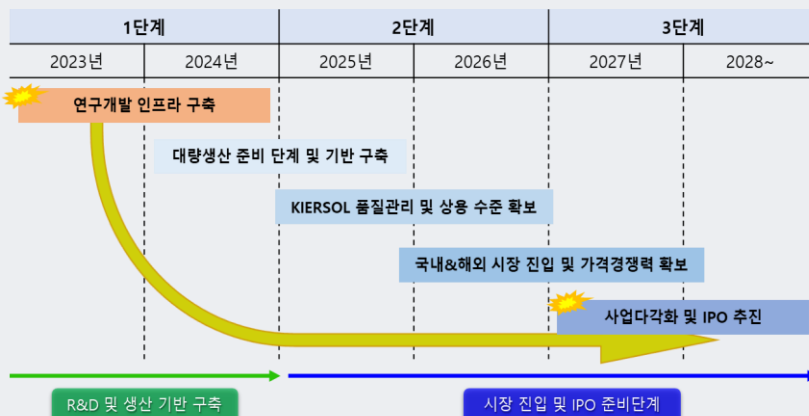 1단계 2단계 3단계
2023년 2024년 2025년 2026년 2027년 2028~
연구개발 인프라 구축
대량생산 준비 단계 및 기반 구축
KIERSOL 품질관리 및 상용 수준 확보
국내&해외 시장 진입 및 가격경쟁력 확보
사업다각화 및 IPO 추진
R&D 및 생산 기반 구축 시장 진입 및 IPO 준비단계